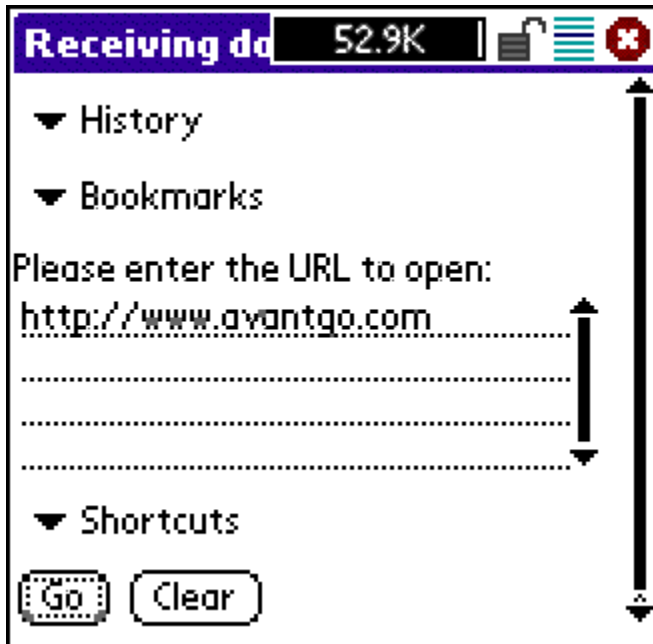 Receiving do 52.9K
History
Bookmarks
Please enter the URL to open:
http://www.avantgo.com
Shortcuts
Go Clear